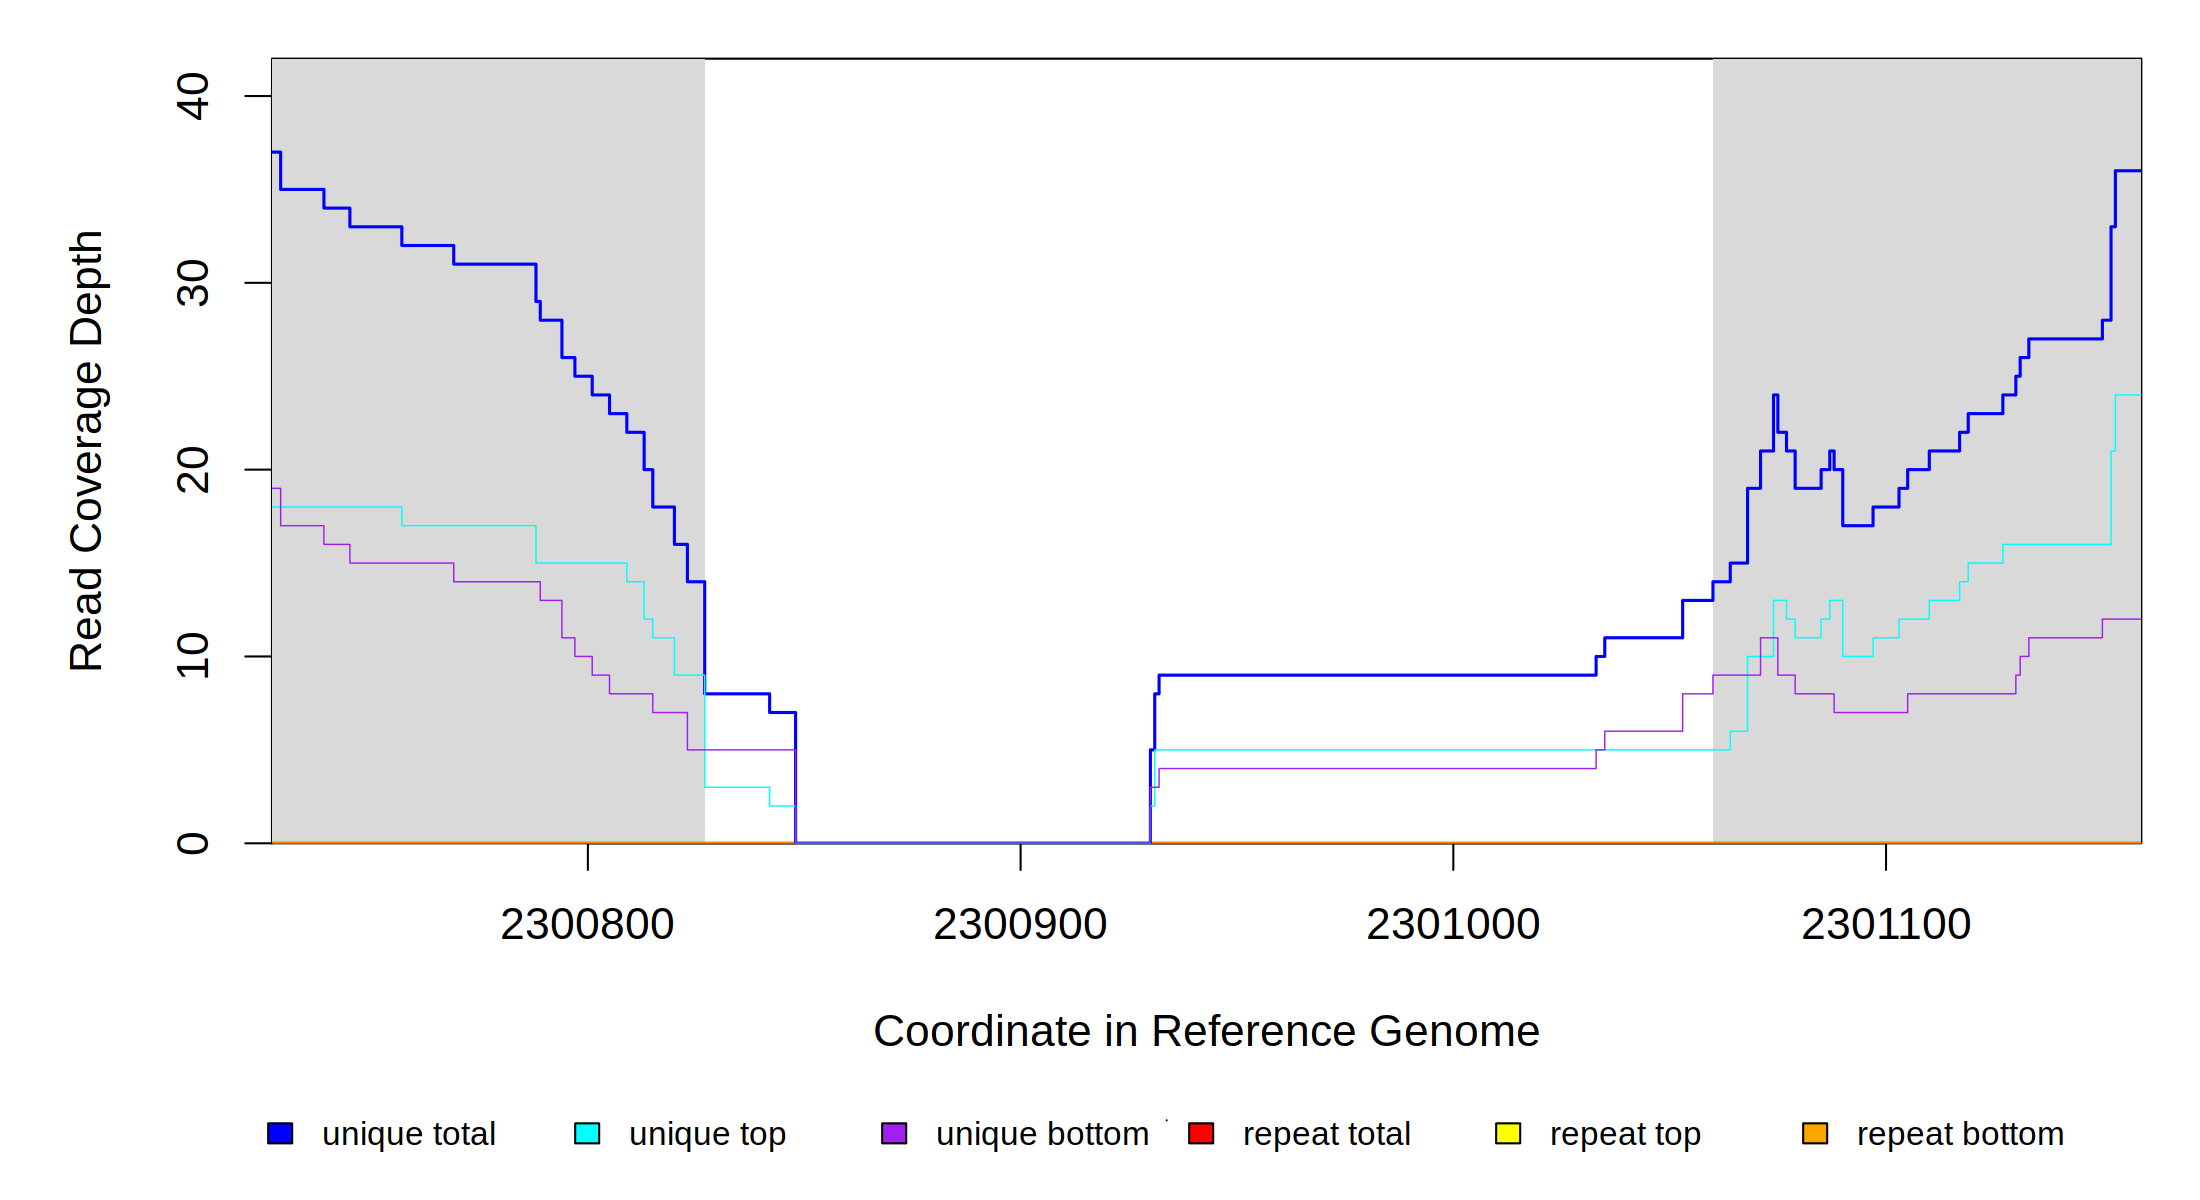 40
30
20
10
0
Read Coverage Depth
2300800 2300900 2301000 2301100
Coordinate in Reference Genome
unique total unique top unique bottom repeat total repeat top repeat bottom